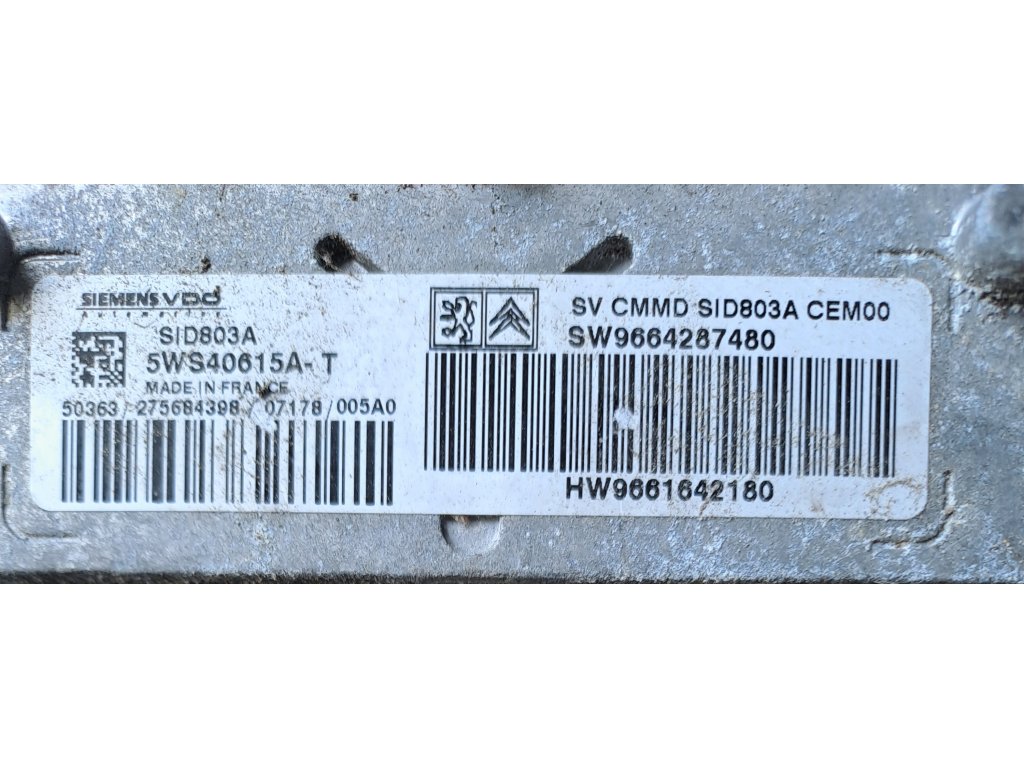 SIEMENS VDO
Automotive
SID803A
5WS40615A-T
MADE IN FRANCE
50363 / 275684398 / 07178 / 005A0
SV CMMD SID803A CEM00
SW9664287480
HW9661642180